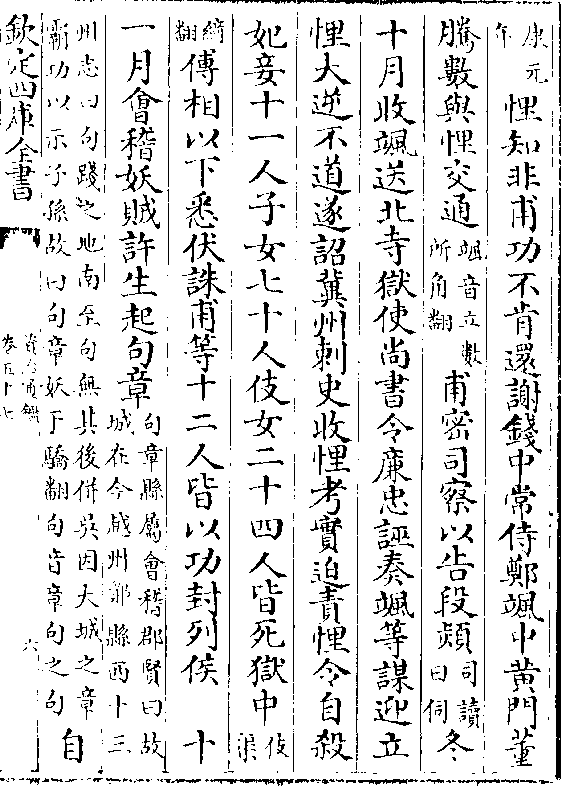 康元年悝知非甫功不肯還謝錢中常侍鄭颯中黄門董
騰數與悝交通颯音立數所角翻甫密司察以告段熲司讀曰伺冬
十月收颯送北寺獄使尚書令廉忠誣奏颯等謀迎立
悝大逆不道遂詔冀州刺史收悝考實迫責悝令自殺
妃妾十一人子女七十人伎女二十四人皆死獄中伎渠
綺翻傅相以下悉伏誅甫等十二人皆以功封列侯 十
一月會稽妖賊許生起句章句章縣屬會稽郡賢曰故城在今越州鄮縣西十三
州志曰句踐之地南至句無其後併吳因大城之章霸功以示子孫故曰句章妖於驕翻句音章句之句自
欽定四庫全書
資治通鑑
卷五十七
六